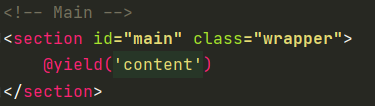 <!-- Main -->
<section id="main" class="wrapper">
    @yield('content')
</section>